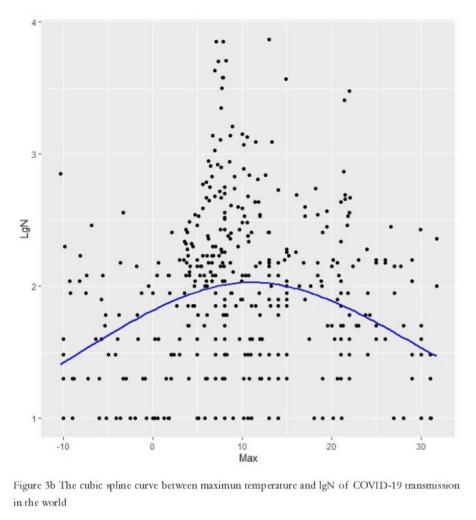 4
3
2
1
LgN
-10
0
10
20
30
Max
Figure 3b The cubic spline curve between maximun temperature and lgN of COVID-19 transmission
in the world